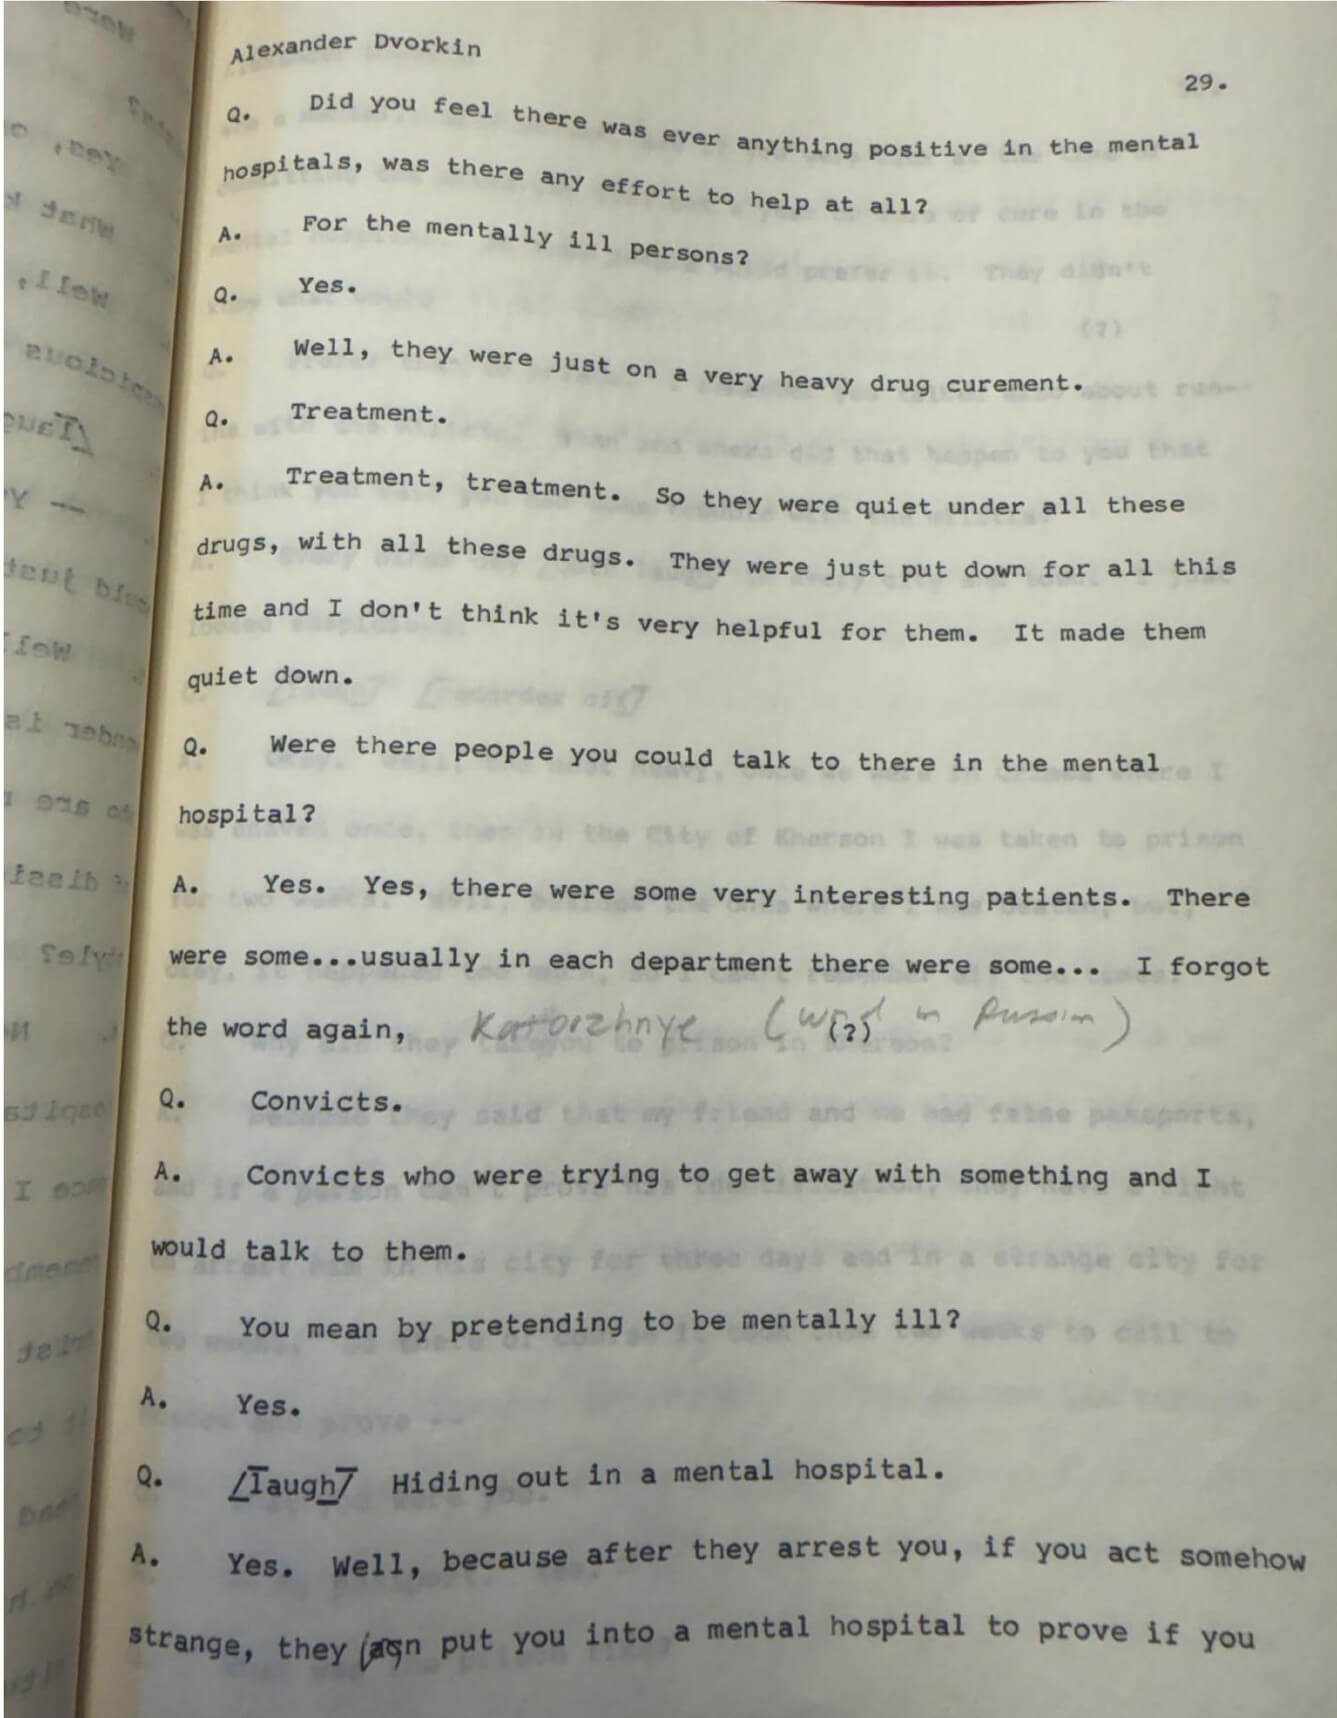 Alexander Dvorkin
29.
Q. Did you feel there was ever anything positive in the mental
hospitals, was there any effort to help at all?
A. For the mentally ill persons?
Q. Yes.
A. Well, they were just on a very heavy drug curement.
Q. Treatment.
A. Treatment, treatment. So they were quiet under all these
drugs, with all these drugs. They were just put down for all this
time and I don't think it's very helpful for them. It made them
quiet down.
Q. Were there people you could talk to there in the mental
hospital?
A. Yes. Yes, there were some very interesting patients. There
were some...usually in each department there were some... I forgot
the word again, Katorzhnye (word in Russian) (?)
Q. Convicts.
A. Convicts who were trying to get away with something and I
would talk to them.
Q. You mean by pretending to be mentally ill?
A. Yes.
Q. [laugh] Hiding out in a mental hospital.
A. Yes. Well, because after they arrest you, if you act somehow
strange, they can put you into a mental hospital to prove if you